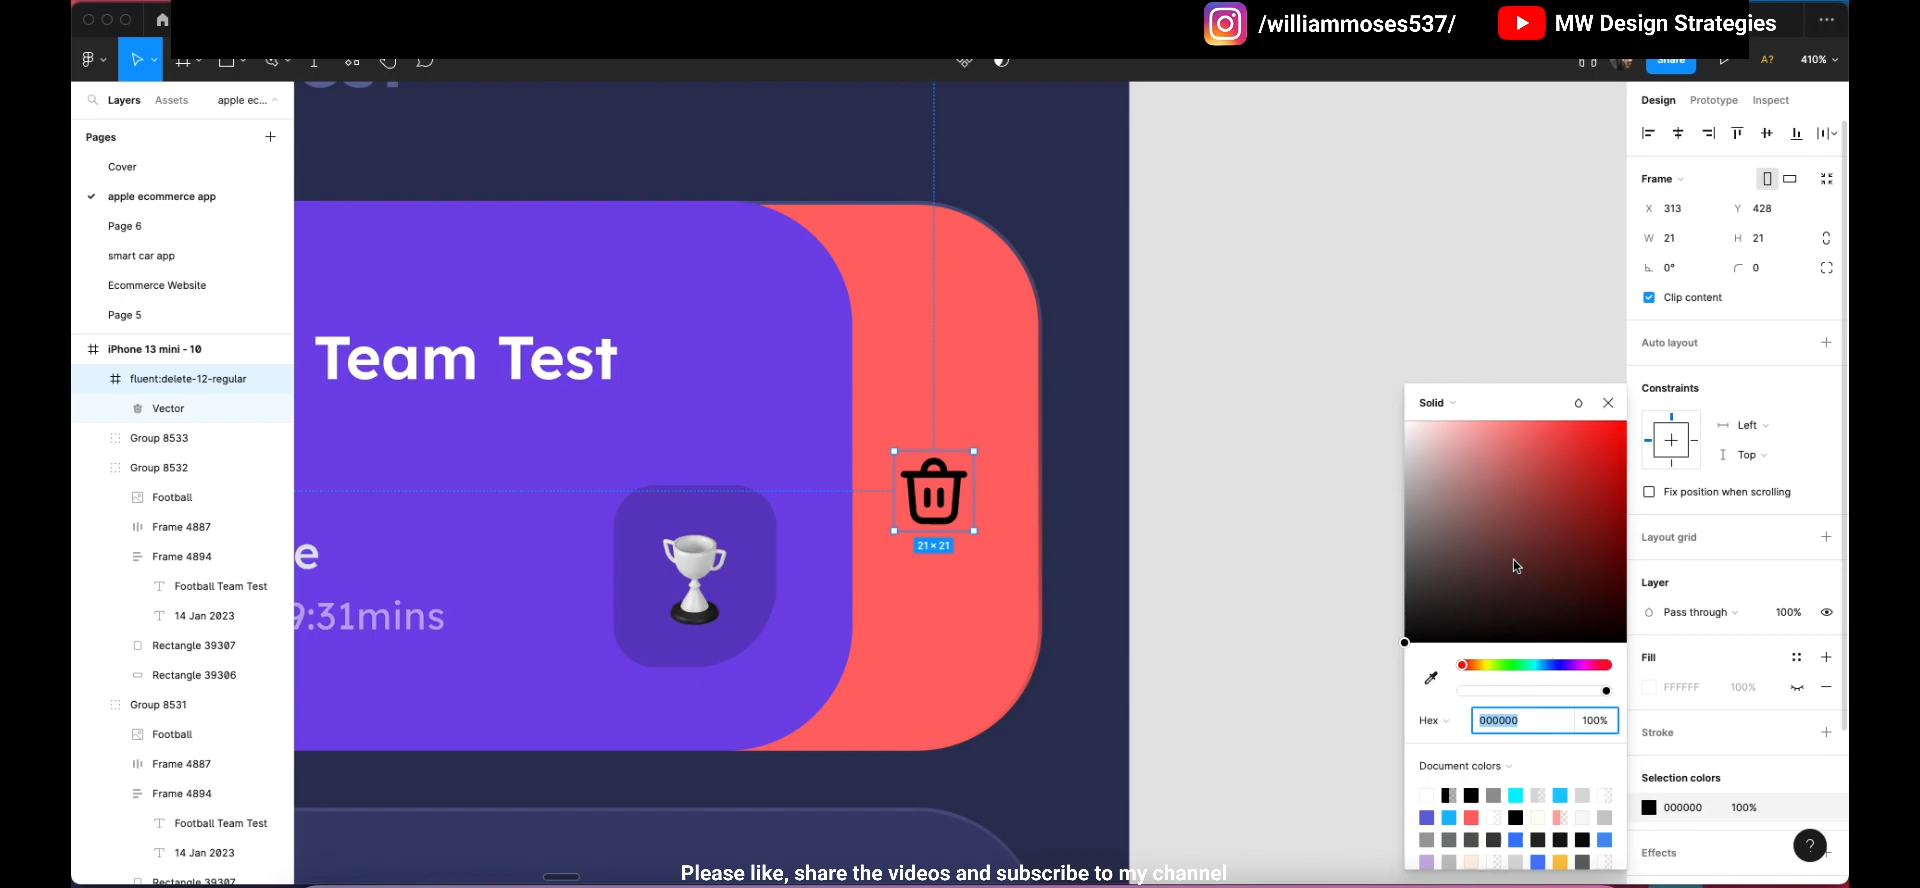 /williammoses537/
MW Design Strategies
Share
A?
410%
Layers
Assets
apple ec...
Pages
Cover
apple ecommerce app
Page 6
smart car app
Ecommerce Website
Page 5
iPhone 13 mini - 10
fluent:delete-12-regular
Vector
Group 8533
Group 8532
Football
Frame 4887
Frame 4894
Football Team Test
14 Jan 2023
Rectangle 39307
Rectangle 39306
Group 8531
Football
Frame 4887
Frame 4894
Football Team Test
14 Jan 2023
Rectangle 39307
Team Test
e
9:31mins
21 × 21
Solid
Hex
000000
100%
Document colors
Design
Prototype
Inspect
Frame
X 313
Y 428
W 21
H 21
0°
0
Clip content
Auto layout
Constraints
Left
Top
Fix position when scrolling
Layout grid
Layer
Pass through
100%
Fill
FFFFFF
100%
Stroke
Selection colors
000000
100%
Effects
?
Please like, share the videos and subscribe to my channel